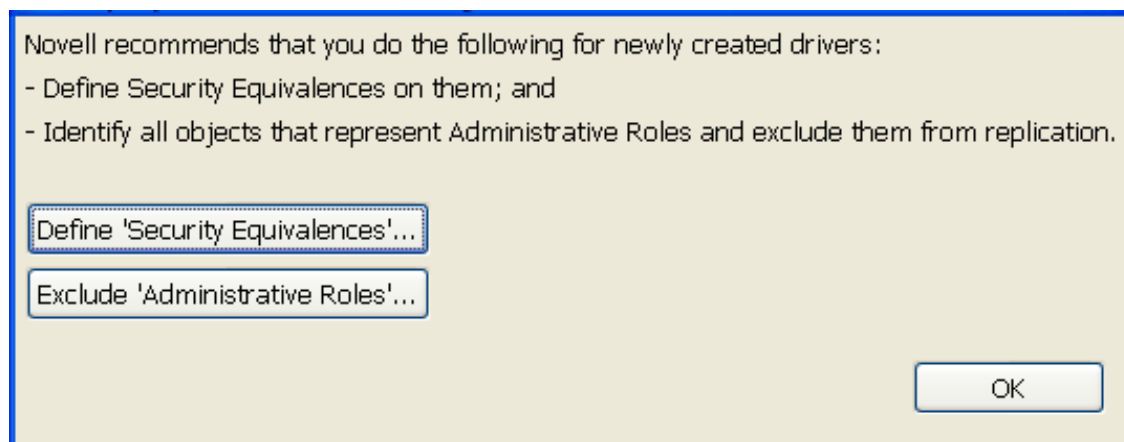 Novell recommends that you do the following for newly created drivers:
- Define Security Equivalences on them; and
- Identify all objects that represent Administrative Roles and exclude them from replication.
Define 'Security Equivalences'...
Exclude 'Administrative Roles'...
OK